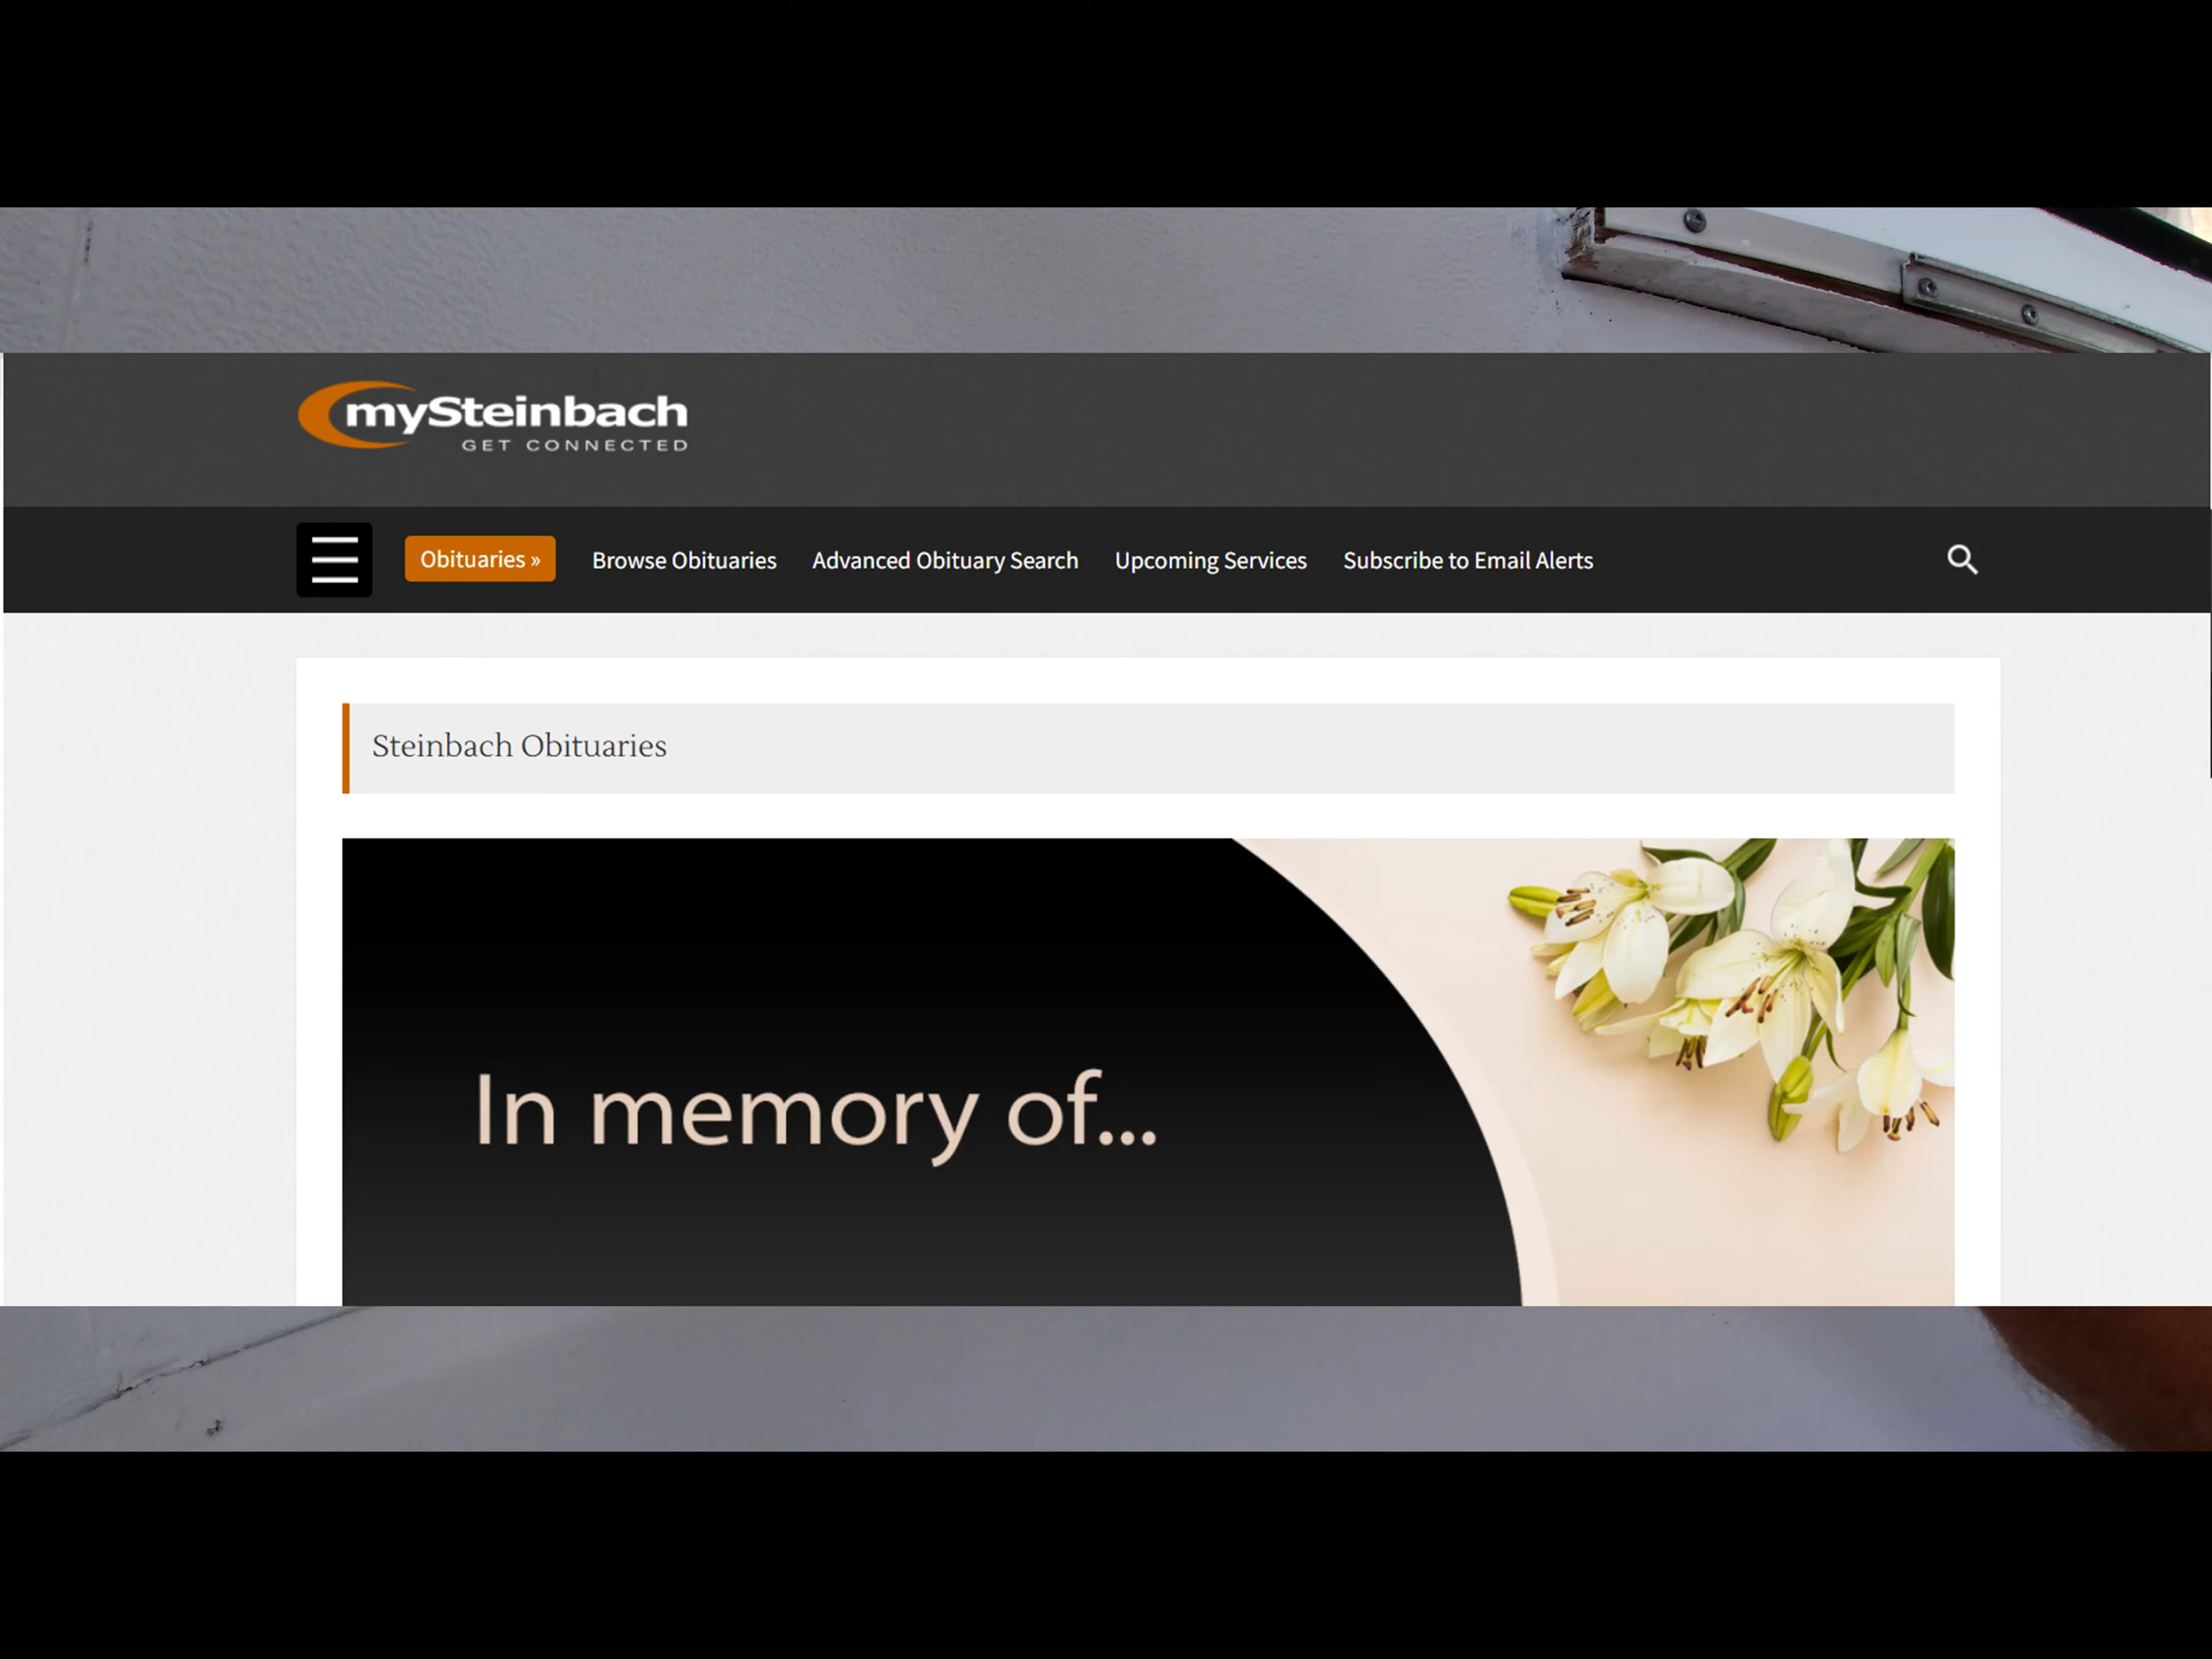 mySteinbach
GET CONNECTED
Obituaries »
Browse Obituaries
Advanced Obituary Search
Upcoming Services
Subscribe to Email Alerts
Steinbach Obituaries
In memory of...